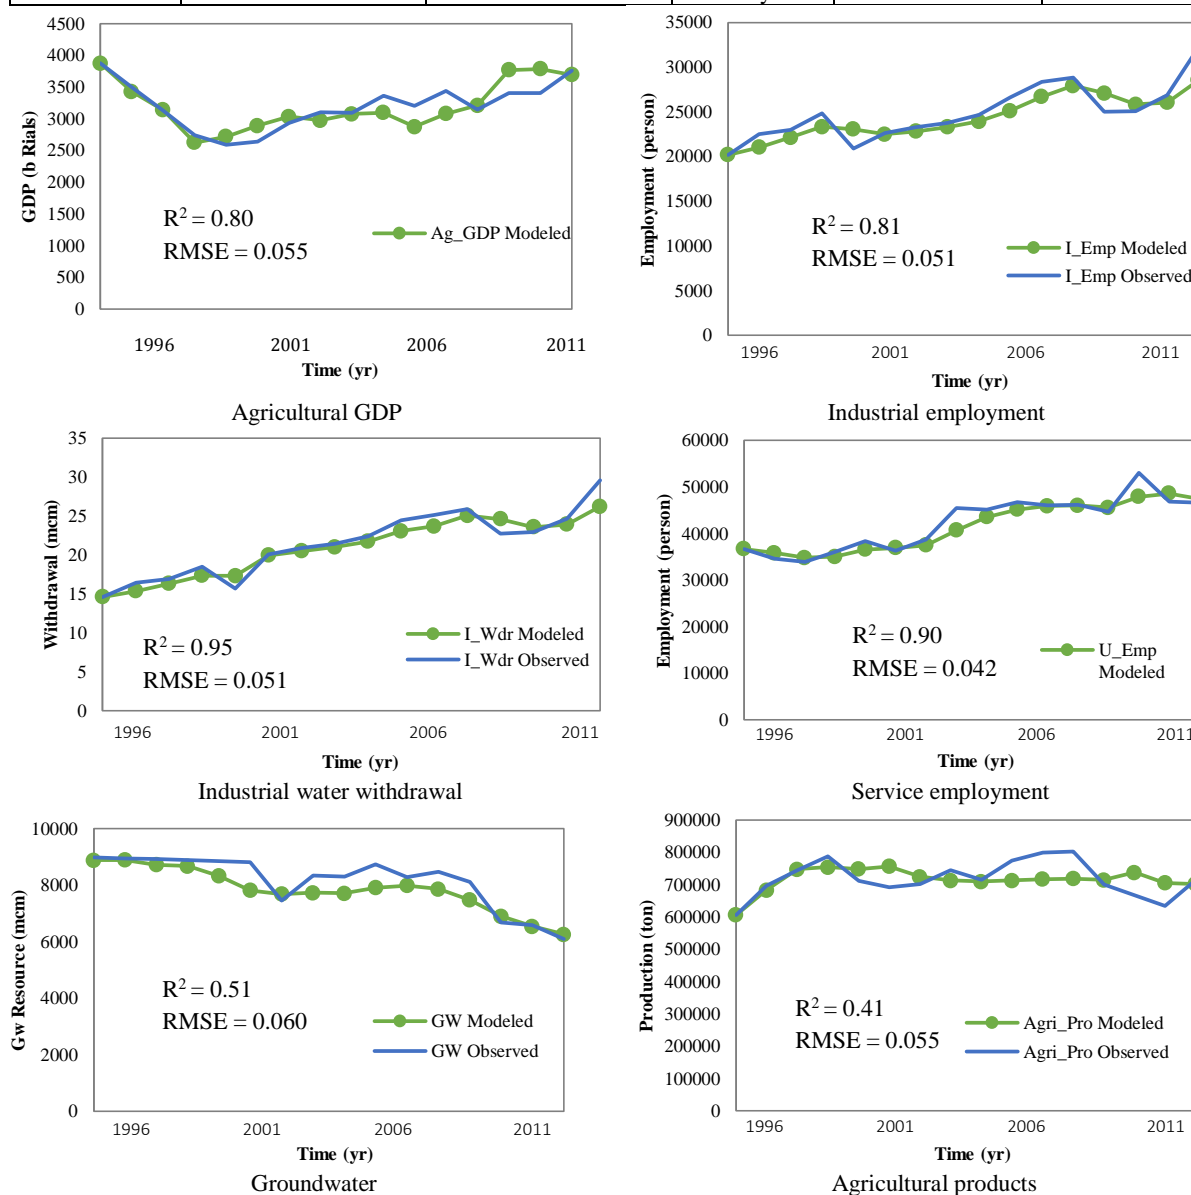 4500
4000
3500
3000
2500
2000
1500
1000
500
0
GDP (b Rials)
R² = 0.80
RMSE = 0.055
Ag_GDP Modeled
1996 2001 2006 2011
Time (yr)
Agricultural GDP
35000
30000
25000
20000
15000
10000
5000
0
Employment (person)
R² = 0.81
RMSE = 0.051
I_Emp Modeled
I_Emp Observed
1996 2001 2006 2011
Time (yr)
Industrial employment
35
30
25
20
15
10
5
0
Withdrawal (mcm)
R² = 0.95
RMSE = 0.051
I_Wdr Modeled
I_Wdr Observed
1996 2001 2006 2011
Time (yr)
Industrial water withdrawal
60000
50000
40000
30000
20000
10000
0
Employment (person)
R² = 0.90
RMSE = 0.042
U_Emp
Modeled
1996 2001 2006 2011
Time (yr)
Service employment
10000
8000
6000
4000
2000
0
Gw Resource (mcm)
R² = 0.51
RMSE = 0.060
GW Modeled
GW Observed
1996 2001 2006 2011
Time (yr)
Groundwater
900000
800000
700000
600000
500000
400000
300000
200000
100000
0
Production (ton)
R² = 0.41
RMSE = 0.055
Agri_Pro Modeled
Agri_Pro Observed
1996 2001 2006 2011
Time (yr)
Agricultural products